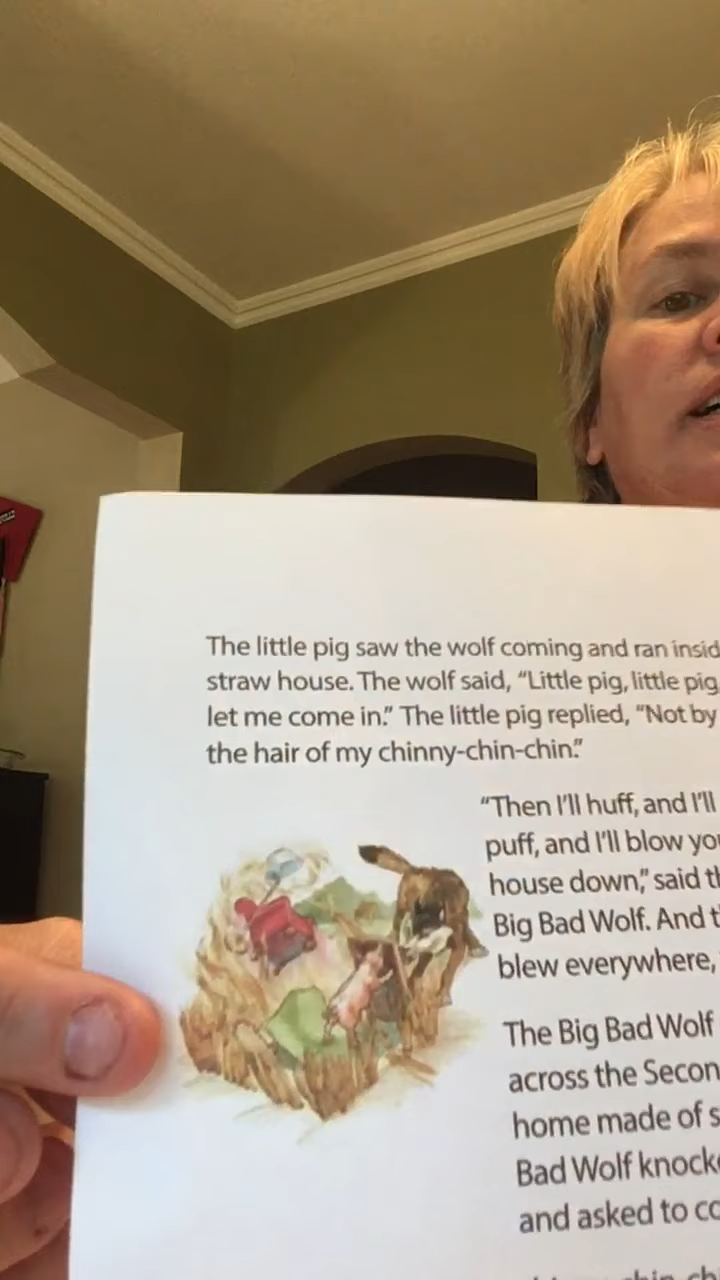 The little pig saw the wolf coming and ran insid
straw house. The wolf said, “Little pig, little pig
let me come in.” The little pig replied, “Not by
the hair of my chinny-chin-chin.”
“Then I’ll huff, and I’ll
puff, and I’ll blow yo
house down,” said th
Big Bad Wolf. And t
blew everywhere,
The Big Bad Wolf
across the Secon
home made of s
Bad Wolf knock
and asked to co